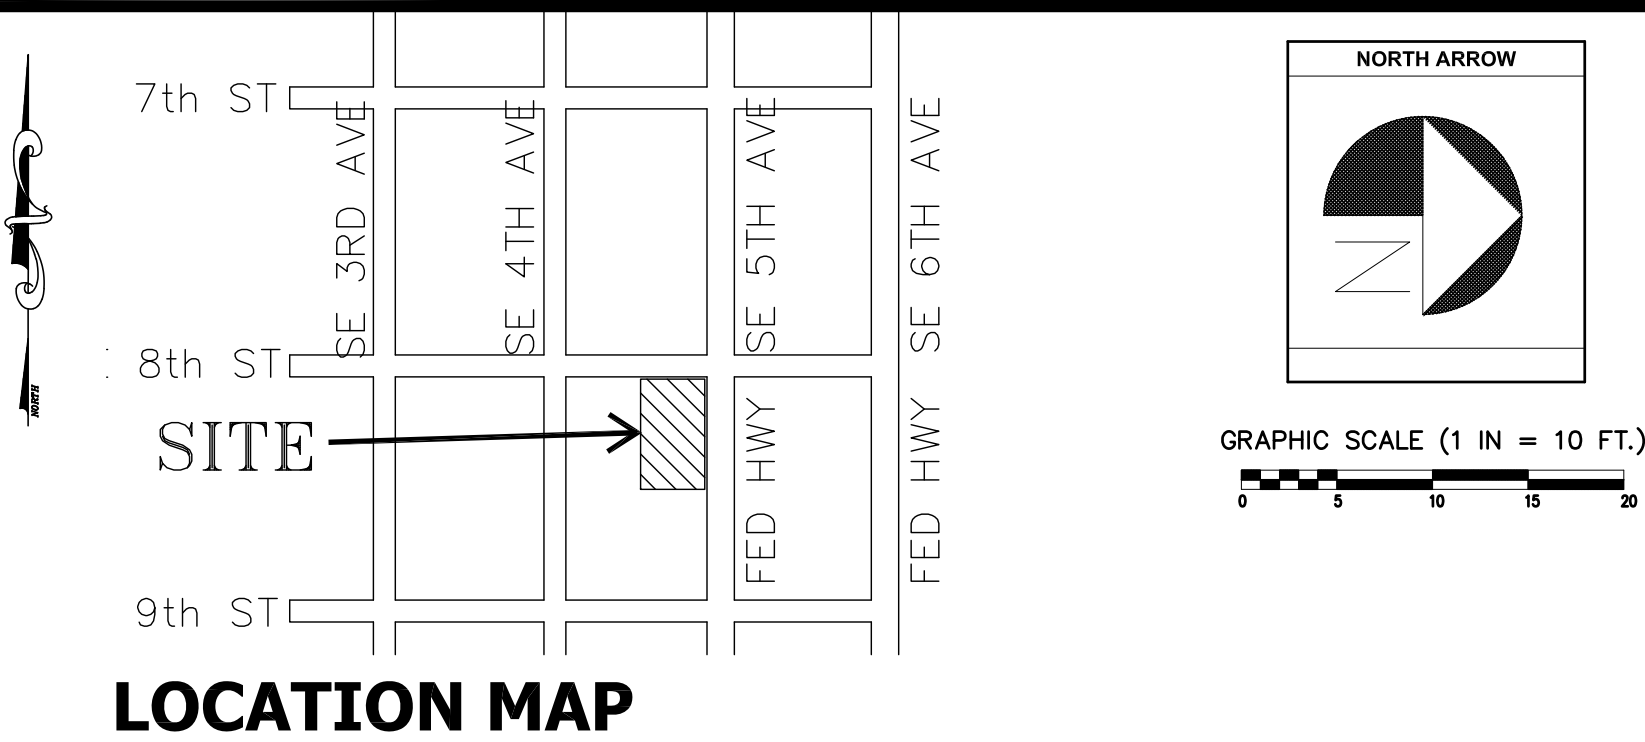 NORTH
7th ST
8th ST
9th ST
SE 3RD AVE
SE 4TH AVE
SE 5TH AVE
FED HWY
SE 6TH AVE
FED HWY
SITE
LOCATION MAP
NORTH ARROW
N
GRAPHIC SCALE (1 IN = 10 FT.)
0 5 10 15 20